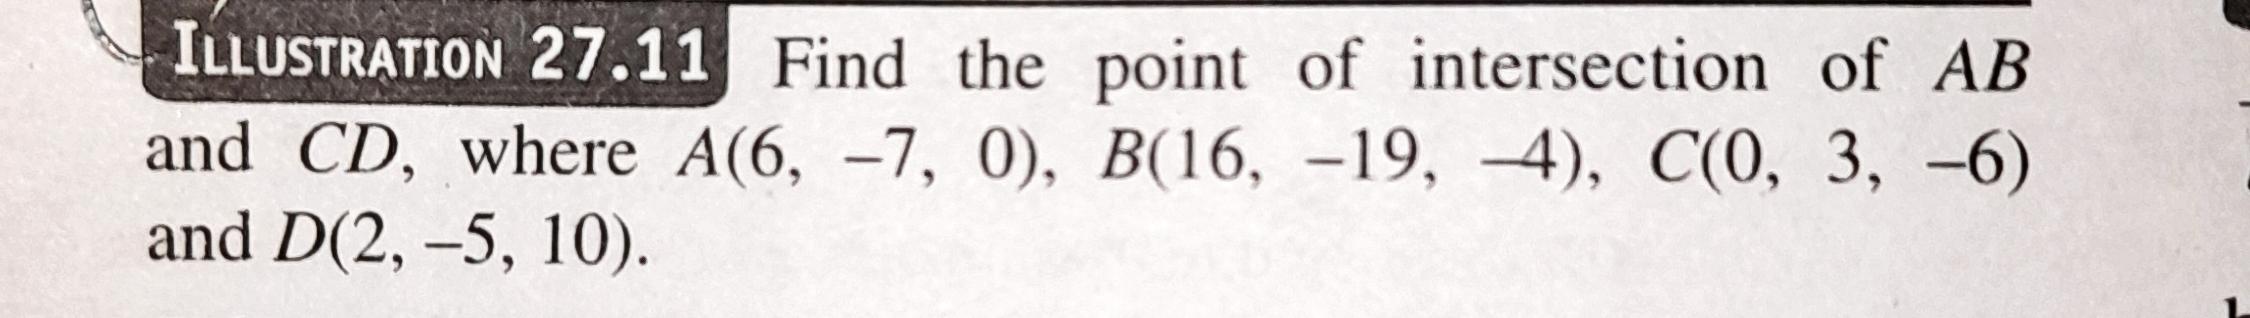 ILLUSTRATION 27.11 Find the point of intersection of AB
and CD, where A(6, –7, 0), B(16, –19, –4), C(0, 3, –6)
and D(2, –5, 10).